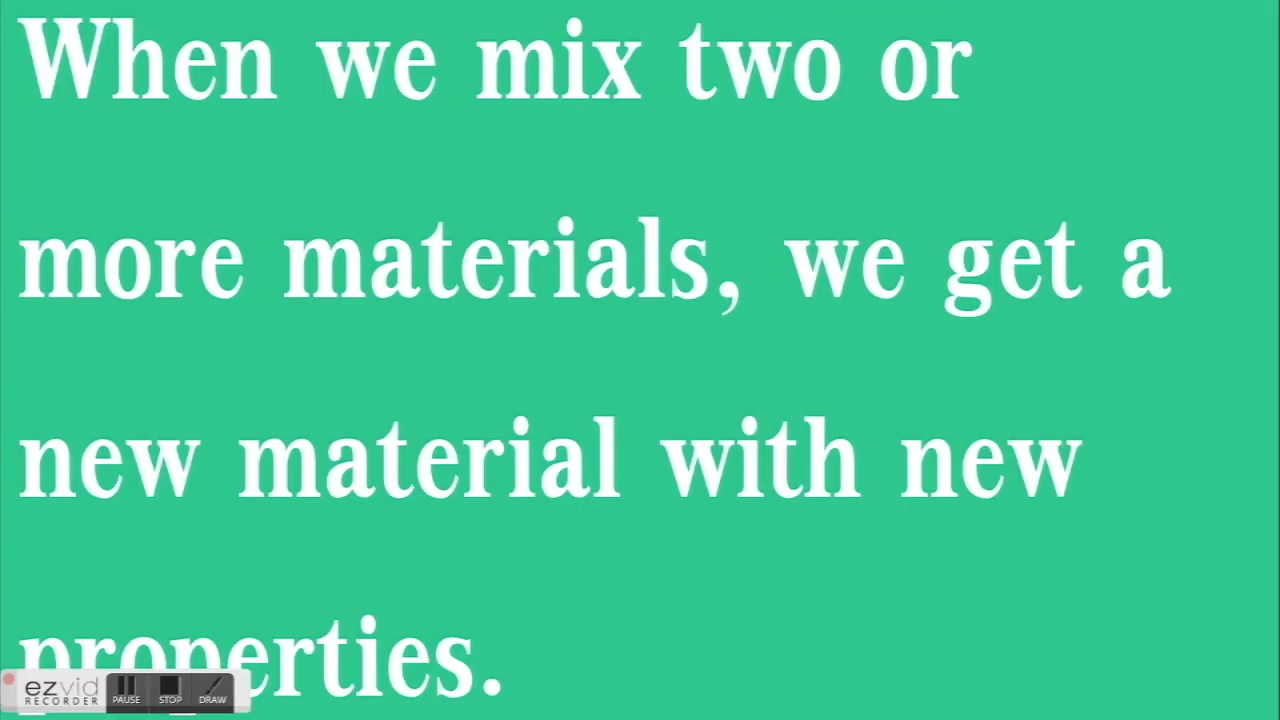 When we mix two or
more materials, we get a
new material with new
properties.
ezvid
RECORDER
PAUSE STOP DRAW